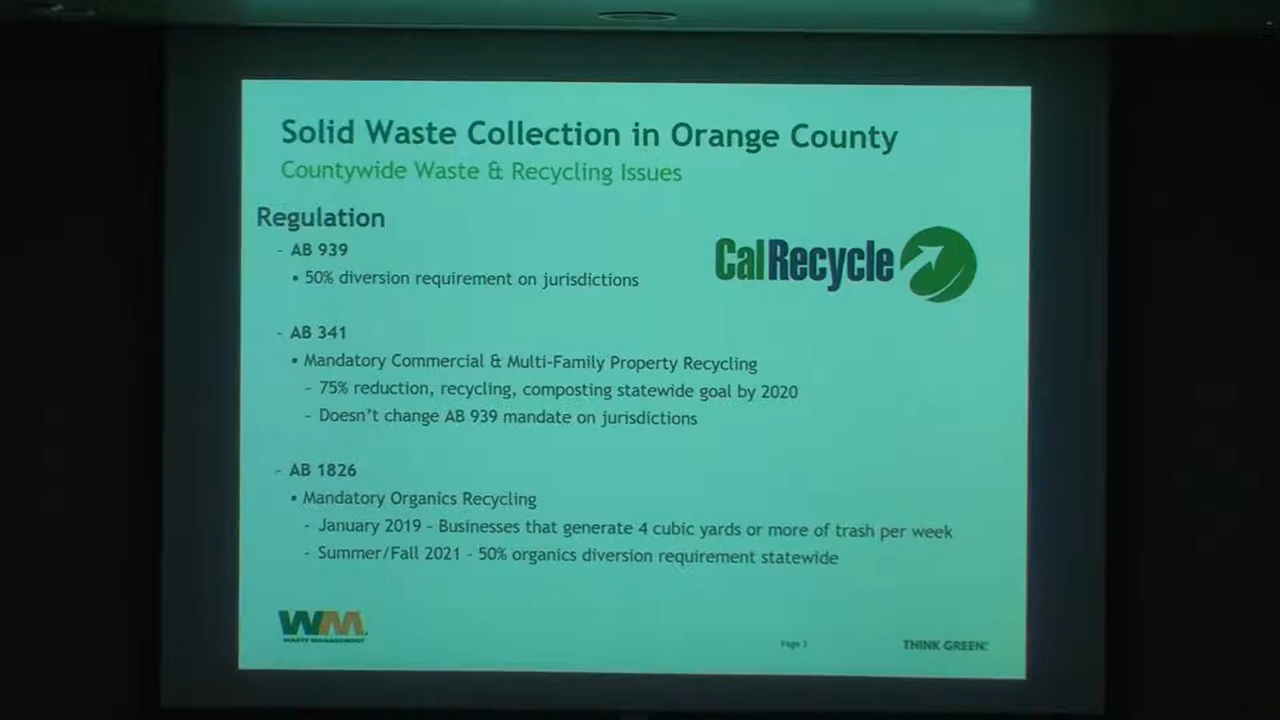 Solid Waste Collection in Orange County
Countywide Waste & Recycling Issues
Regulation
- AB 939
• 50% diversion requirement on jurisdictions
CalRecycle
- AB 341
• Mandatory Commercial & Multi-Family Property Recycling
- 75% reduction, recycling, composting statewide goal by 2020
- Doesn't change AB 939 mandate on jurisdictions
- AB 1826
• Mandatory Organics Recycling
- January 2019 - Businesses that generate 4 cubic yards or more of trash per week
- Summer/Fall 2021 - 50% organics diversion requirement statewide
WM
WASTE MANAGEMENT
Page
THINK GREEN.